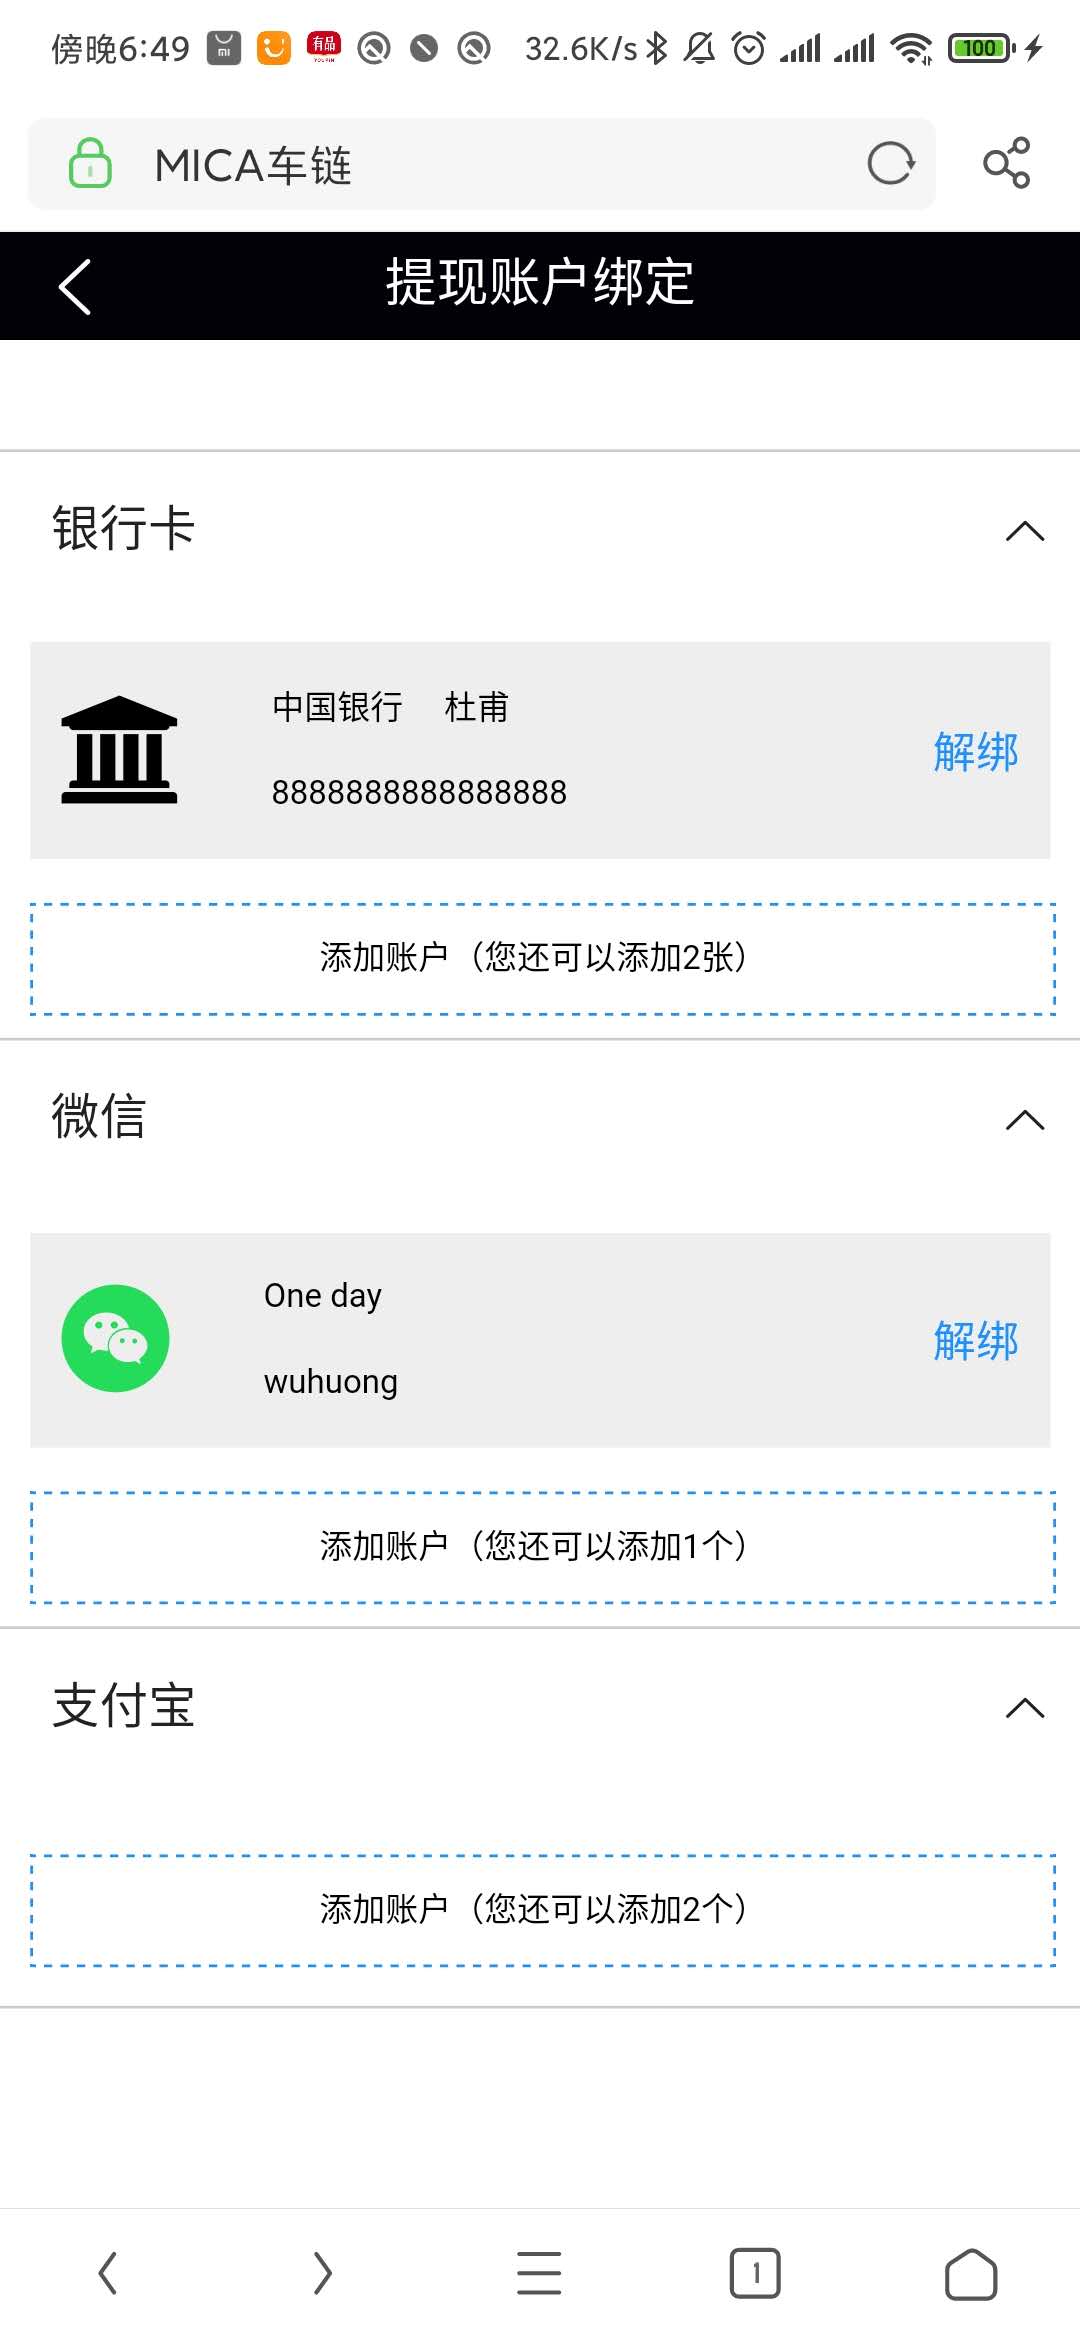 傍晚6:49
mi
有品
YOUPIN
32.6K/s
100
MICA车链
提现账户绑定
银行卡
中国银行 杜甫
解绑
8888888888888888
添加账户（您还可以添加2张）
微信
One day
解绑
wuhuong
添加账户（您还可以添加1个）
支付宝
添加账户（您还可以添加2个）
1